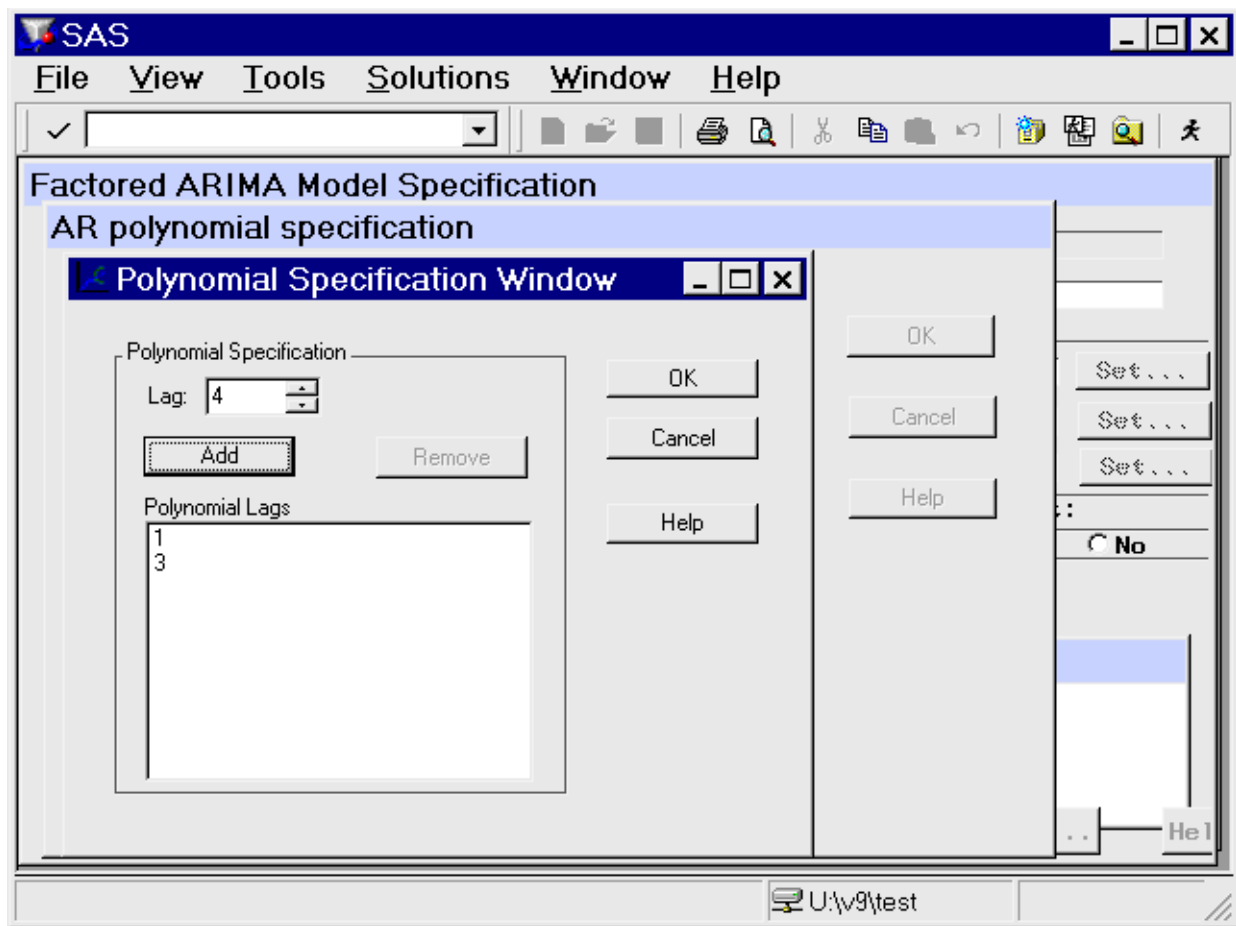 SAS
File View Tools Solutions Window Help
Factored ARIMA Model Specification
AR polynomial specification
Polynomial Specification Window
Polynomial Specification
Lag: 4
Add Remove
Polynomial Lags
1
3
OK
Cancel
Help
OK
Cancel
Help
Set...
Set...
Set...
:
No
..
Hel
U:\v9\test